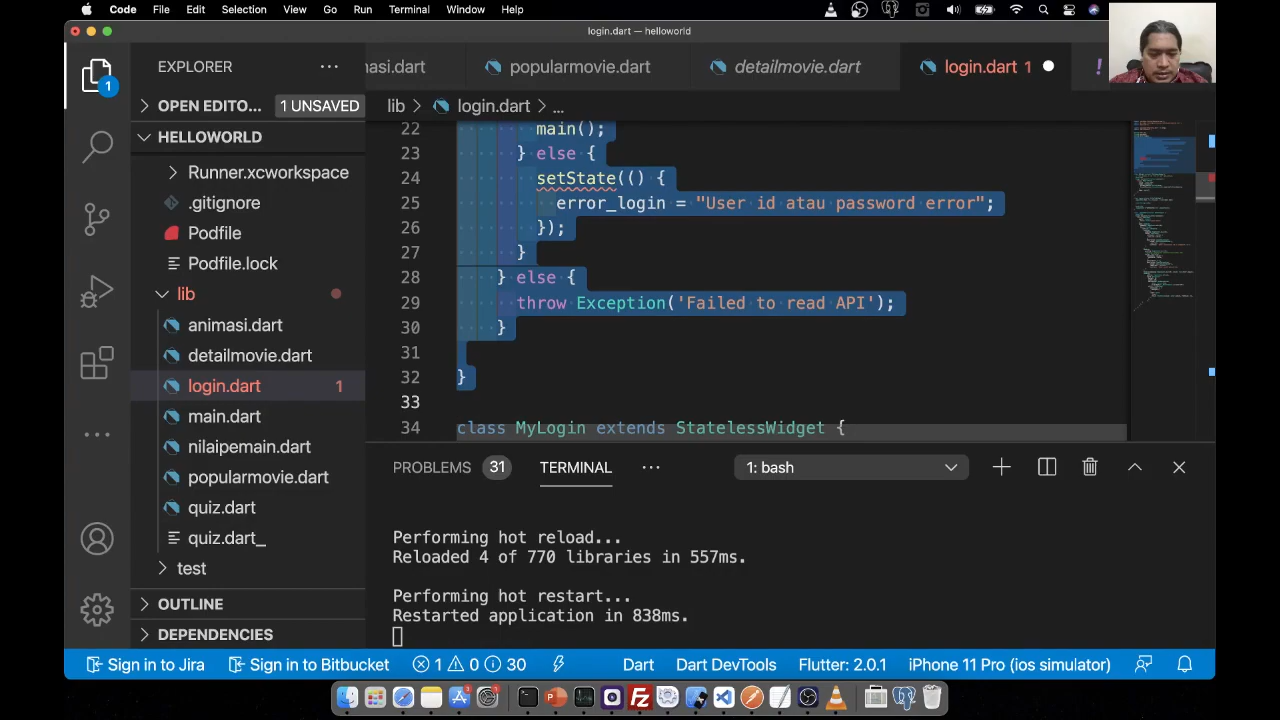 Code File Edit Selection View Go Run Terminal Window Help
login.dart — helloworld
EXPLORER
OPEN EDITO... 1 UNSAVED
HELLOWORLD
Runner.xcworkspace
.gitignore
Podfile
Podfile.lock
lib
animasi.dart
detailmovie.dart
login.dart 1
main.dart
nilaipemain.dart
popularmovie.dart
quiz.dart
quiz.dart_
test
OUTLINE
DEPENDENCIES
1
masi.dart popularmovie.dart detailmovie.dart login.dart 1 !
lib > login.dart > ...
22 main();
23 } else {
24 setState(() {
25 error_login = "User id atau password error";
26 });
27 }
28 } else {
29 throw Exception('Failed to read API');
30 }
31
32 }
33
34 class MyLogin extends StatelessWidget {
PROBLEMS 31 TERMINAL ... 1: bash
Performing hot reload...
Reloaded 4 of 770 libraries in 557ms.
Performing hot restart...
Restarted application in 838ms.
Sign in to Jira Sign in to Bitbucket 1 0 30 Dart Dart DevTools Flutter: 2.0.1 iPhone 11 Pro (ios simulator)